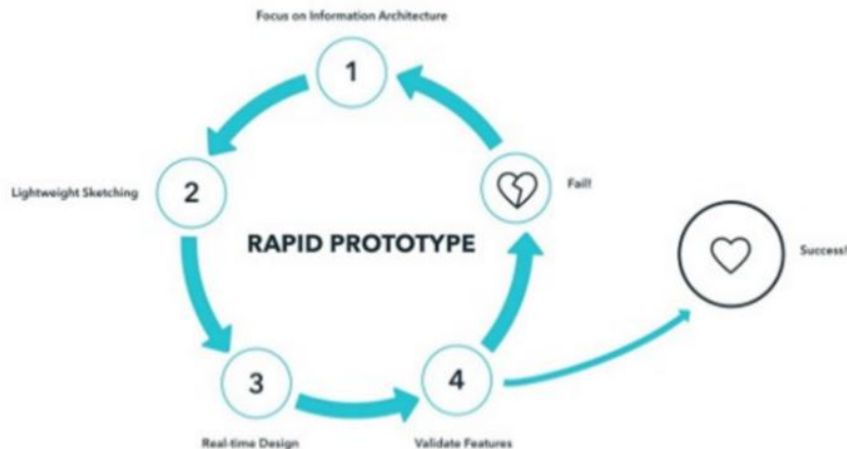 Focus on Information Architecture
1
2
Lightweight Sketching
Fail!
RAPID PROTOTYPE
Success!
3
4
Real-time Design
Validate Features